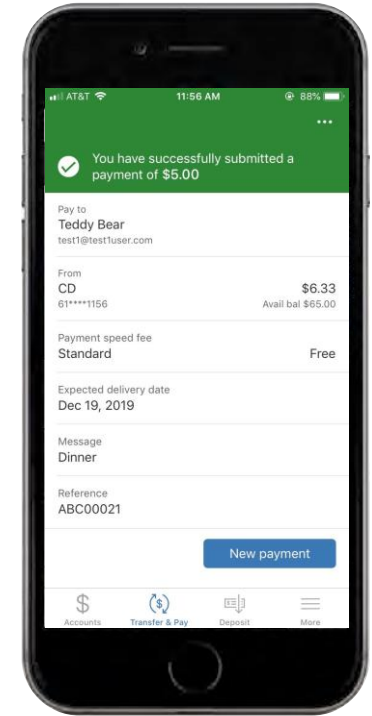 AT&T 11:56 AM 88%
...
You have successfully submitted a
payment of $5.00
Pay to
Teddy Bear
test1@test1user.com
From
CD $6.33
61****1156 Avail bal $65.00
Payment speed fee
Standard Free
Expected delivery date
Dec 19, 2019
Message
Dinner
Reference
ABC00021
New payment
Accounts Transfer & Pay Deposit More